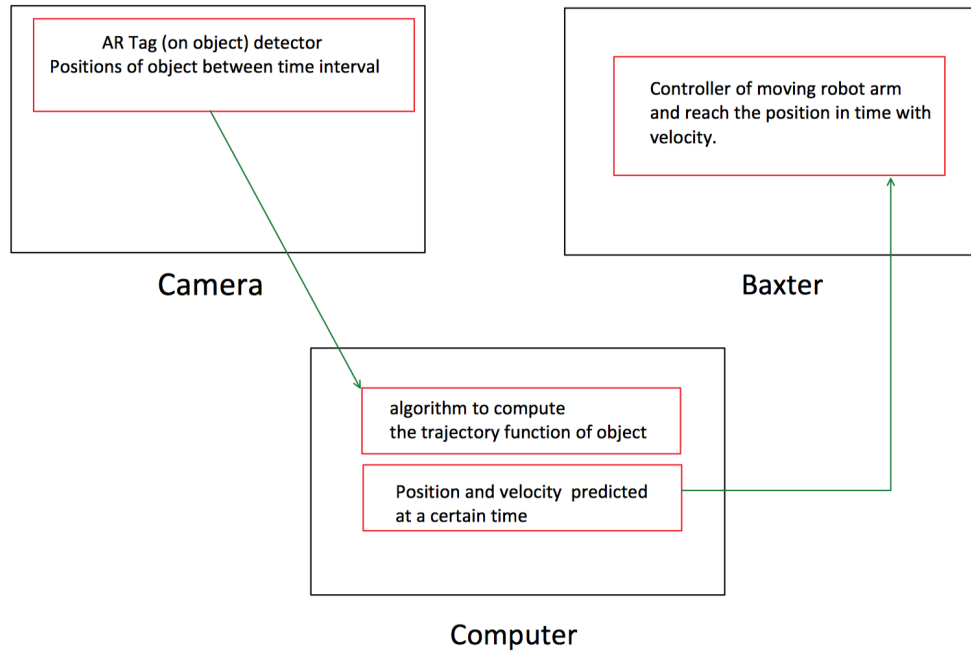 AR Tag (on object) detector
Positions of object between time interval
Camera
Controller of moving robot arm
and reach the position in time with
velocity.
Baxter
algorithm to compute
the trajectory function of object
Position and velocity predicted
at a certain time
Computer